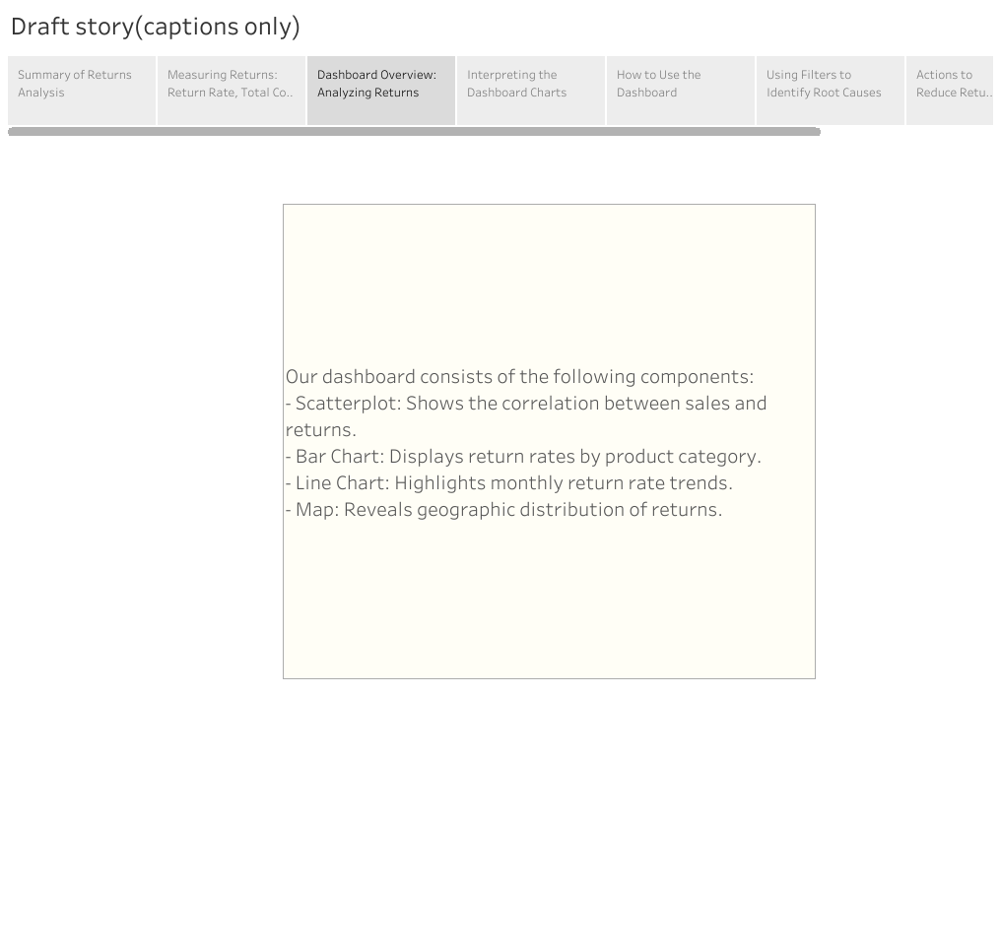 Draft story(captions only)
Summary of Returns
Analysis
Measuring Returns:
Return Rate, Total Co..
Dashboard Overview:
Analyzing Returns
Interpreting the
Dashboard Charts
How to Use the
Dashboard
Using Filters to
Identify Root Causes
Actions to
Reduce Retu..
Our dashboard consists of the following components:
- Scatterplot: Shows the correlation between sales and
returns.
- Bar Chart: Displays return rates by product category.
- Line Chart: Highlights monthly return rate trends.
- Map: Reveals geographic distribution of returns.